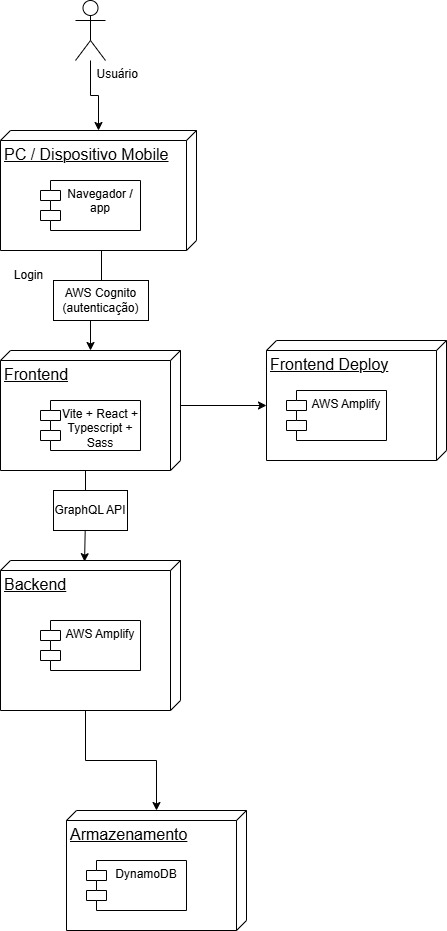 Usuário
PC / Dispositivo Mobile
Navegador /
app
Login
AWS Cognito
(autenticação)
Frontend
Vite + React +
Typescript +
Sass
Frontend Deploy
AWS Amplify
GraphQL API
Backend
AWS Amplify
Armazenamento
DynamoDB